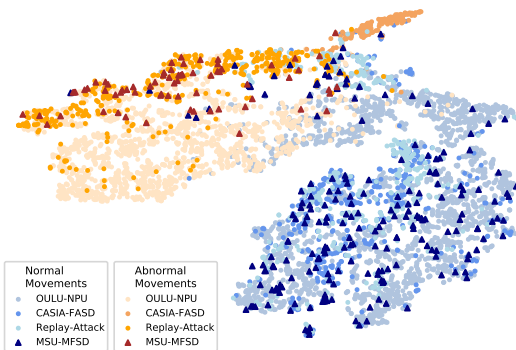 Normal
Movements
OULU-NPU
CASIA-FASD
Replay-Attack
MSU-MFSD
Abnormal
Movements
OULU-NPU
CASIA-FASD
Replay-Attack
MSU-MFSD